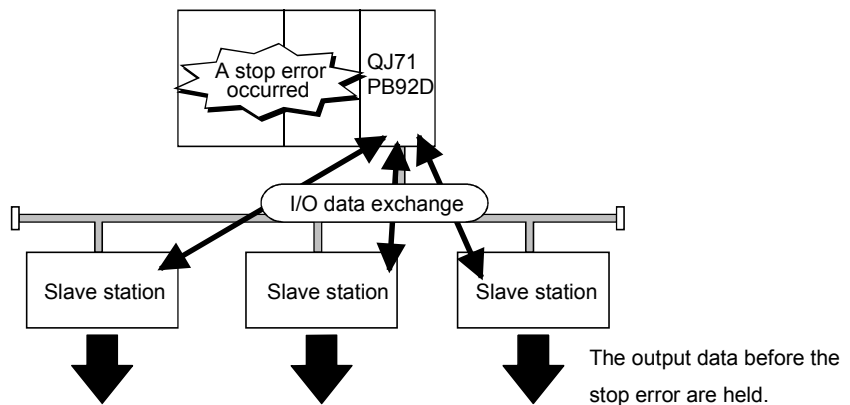 A stop error
occurred
QJ71
PB92D
I/O data exchange
Slave station
Slave station
Slave station
The output data before the
stop error are held.